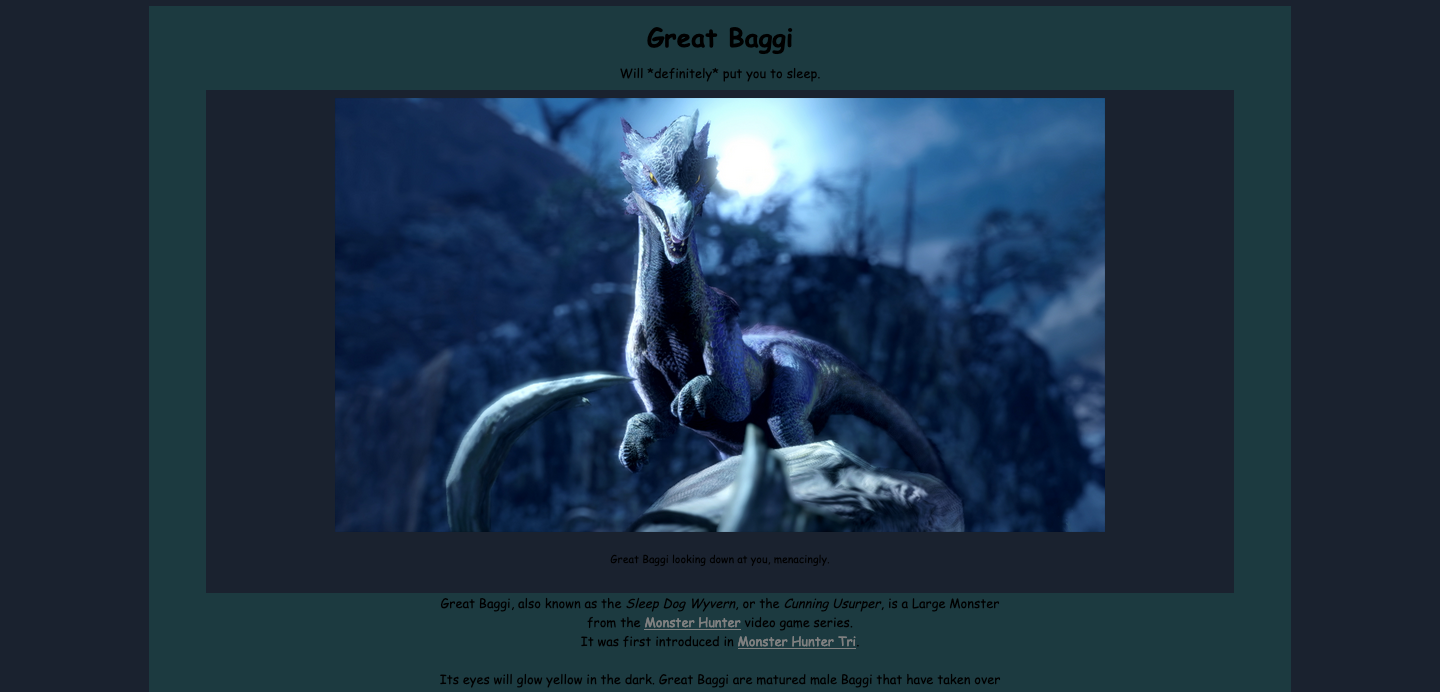 Great Baggi
Will *definitely* put you to sleep.
Great Baggi looking down at you, menacingly.
Great Baggi, also known as the Sleep Dog Wyvern, or the Cunning Usurper, is a Large Monster
from the Monster Hunter video game series.
It was first introduced in Monster Hunter Tri.
Its eyes will glow yellow in the dark. Great Baggi are matured male Baggi that have taken over